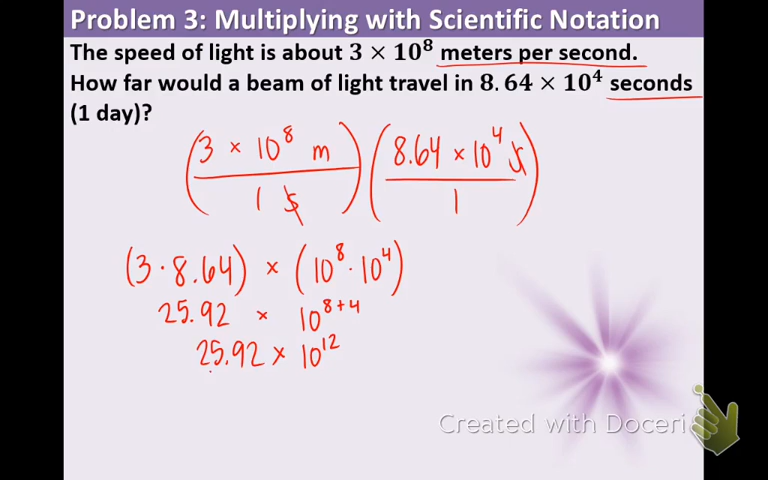 Problem 3: Multiplying with Scientific Notation
The speed of light is about 3 × 10⁸ meters per second.
How far would a beam of light travel in 8.64 × 10⁴ seconds
(1 day)?
(3 × 10⁸ m / 1 s) (8.64 × 10⁴ s / 1)
(3 · 8.64) × (10⁸ · 10⁴)
25.92 × 10⁸⁺⁴
25.92 × 10¹²
Created with Doceri